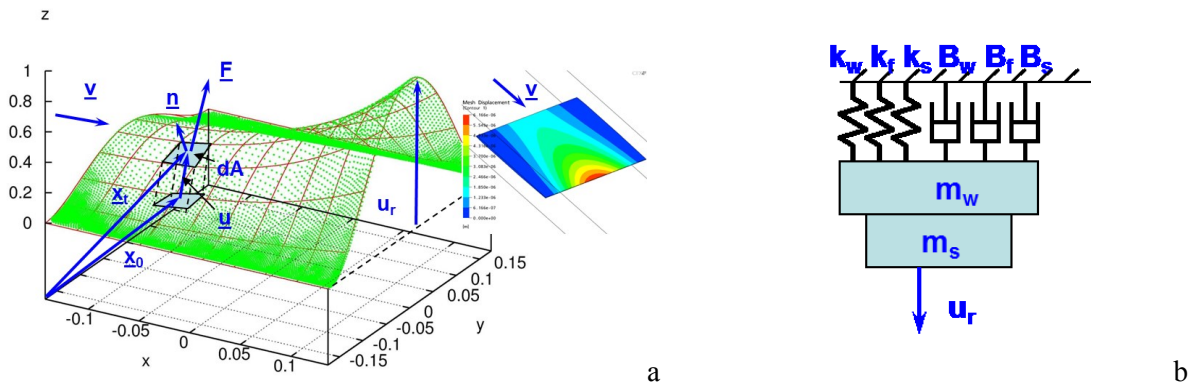 z
1
0.8
0.6
0.4
0.2
0
v
n
F
dA
x_t
u
x_0
u_r
v
Mesh Displacement
(Contour 1)
[m]
-0.1
-0.05
0
0.05
0.1
x
-0.15
-0.1
-0.05
0
0.05
0.1
0.15
y
a
k_w k_f k_s B_w B_f B_s
m_w
m_s
u_r
b